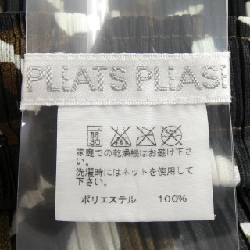 PLEATS PLEASE
家庭での乾燥機はお避け下さ
い。
洗濯時にはネットを使用して
下さい。
ポリエステル 100%